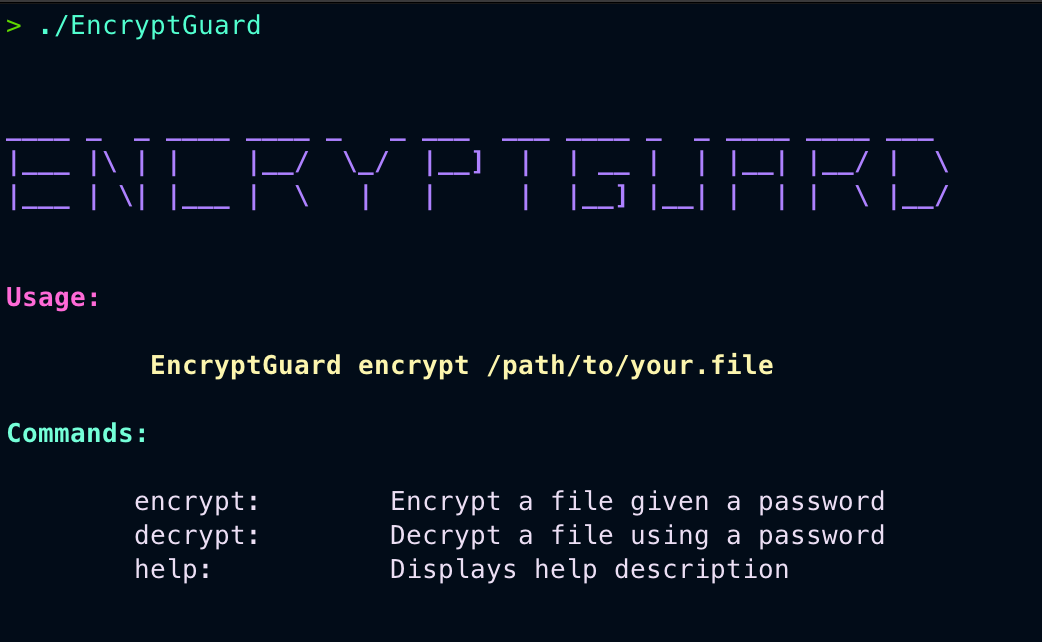 > ./EncryptGuard
ENCRYPTGUARD
Usage:
EncryptGuard encrypt /path/to/your.file
Commands:
encrypt: Encrypt a file given a password
decrypt: Decrypt a file using a password
help: Displays help description